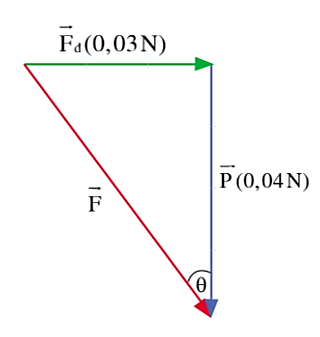 F⃗d (0,03 N)
P⃗ (0,04 N)
F⃗
θ